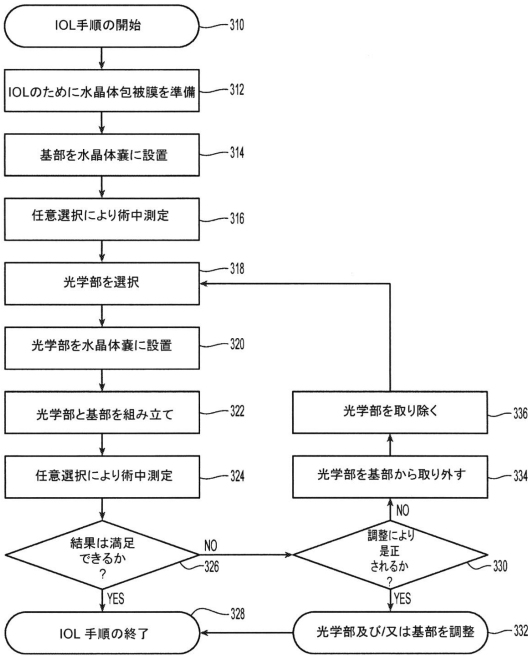 IOL手順の開始
310
IOLのために水晶体包被膜を準備
312
基部を水晶体嚢に設置
314
任意選択により術中測定
316
光学部を選択
318
光学部を水晶体嚢に設置
320
光学部と基部を組み立て
322
任意選択により術中測定
324
結果は満足
できるか
?
326
NO
YES
IOL 手順の終了
328
調整により
是正
されるか
?
330
NO
YES
光学部及び/又は基部を調整
332
光学部を基部から取り外す
334
光学部を取り除く
336